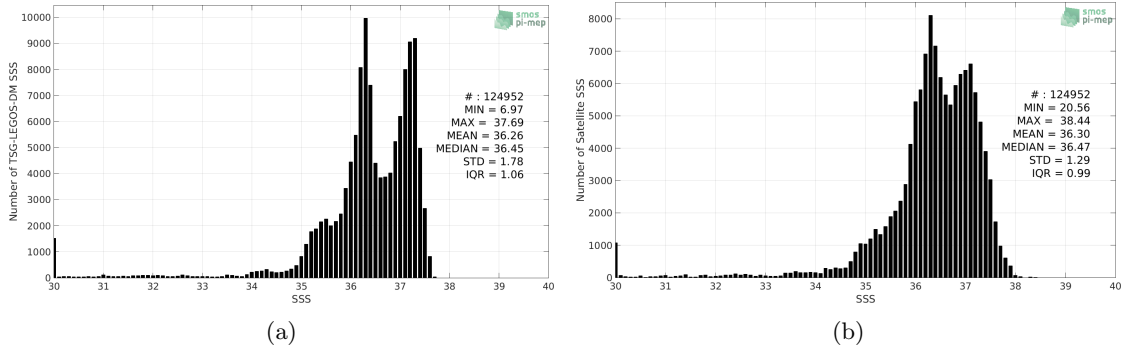 smos
pi-mep
Number of TSG-LEGOS-DM SSS
10000
9000
8000
7000
6000
5000
4000
3000
2000
1000
0
# : 124952
MIN = 6.97
MAX = 37.69
MEAN = 36.26
MEDIAN = 36.45
STD = 1.78
IQR = 1.06
30 31 32 33 34 35 36 37 38 39 40
SSS
(a)
smos
pi-mep
Number of Satellite SSS
8000
7000
6000
5000
4000
3000
2000
1000
0
# : 124952
MIN = 20.56
MAX = 38.44
MEAN = 36.30
MEDIAN = 36.47
STD = 1.29
IQR = 0.99
30 31 32 33 34 35 36 37 38 39 40
SSS
(b)